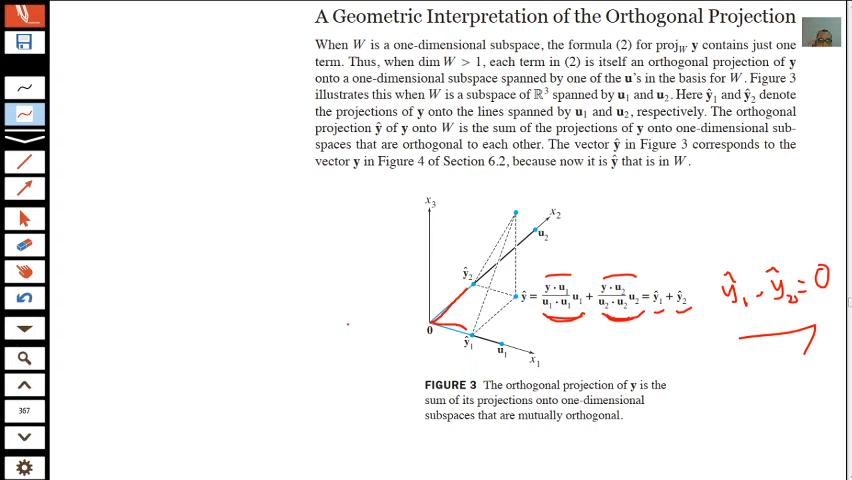 A Geometric Interpretation of the Orthogonal Projection
When W is a one-dimensional subspace, the formula (2) for proj_W y contains just one
term. Thus, when dim W > 1, each term in (2) is itself an orthogonal projection of y
onto a one-dimensional subspace spanned by one of the u's in the basis for W. Figure 3
illustrates this when W is a subspace of ℝ³ spanned by u₁ and u₂. Here ŷ₁ and ŷ₂ denote
the projections of y onto the lines spanned by u₁ and u₂, respectively. The orthogonal
projection ŷ of y onto W is the sum of the projections of y onto one-dimensional sub-
spaces that are orthogonal to each other. The vector ŷ in Figure 3 corresponds to the
vector y in Figure 4 of Section 6.2, because now it is ŷ that is in W.
x₃
x₂
u₂
ŷ₂
ŷ = y · u₁ / u₁ · u₁ u₁ + y · u₂ / u₂ · u₂ u₂ = ŷ₁ + ŷ₂
ŷ₁ · ŷ₂ = 0
0
ŷ₁
u₁
x₁
FIGURE 3 The orthogonal projection of y is the
sum of its projections onto one-dimensional
subspaces that are mutually orthogonal.
367